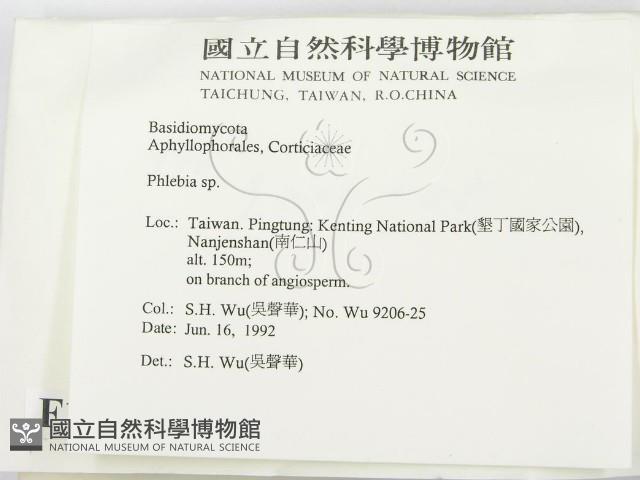 國立自然科學博物館
NATIONAL MUSEUM OF NATURAL SCIENCE
TAICHUNG, TAIWAN, R.O.CHINA
Basidiomycota
Aphyllophorales, Corticiaceae
Phlebia sp.
Loc.: Taiwan. Pingtung: Kenting National Park(墾丁國家公園),
Nanjenshan(南仁山)
alt. 150m;
on branch of angiosperm.
Col.: S.H. Wu(吳聲華); No. Wu 9206-25
Date: Jun. 16, 1992
Det.: S.H. Wu(吳聲華)
F
國立自然科學博物館
NATIONAL MUSEUM OF NATURAL SCIENCE